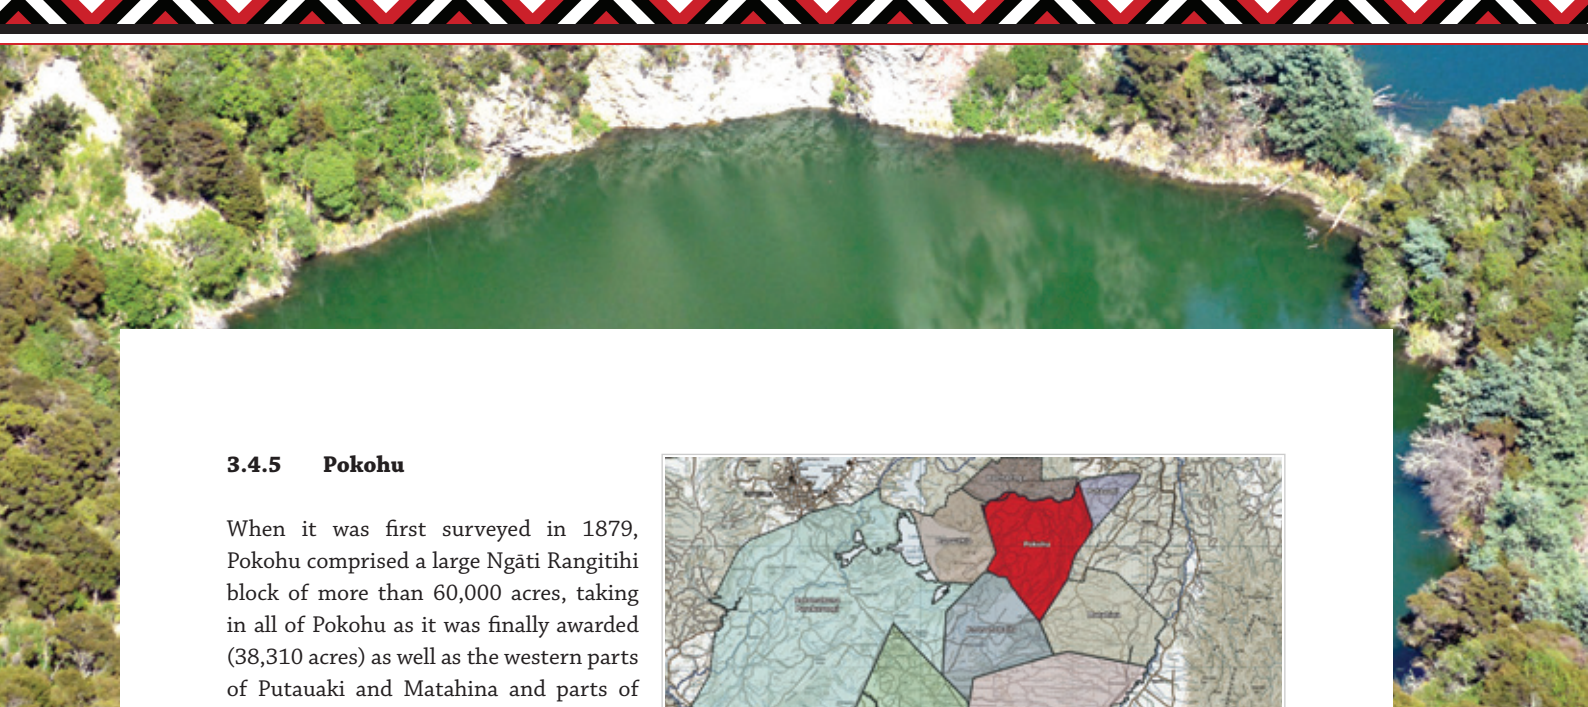 3.4.5 Pokohu
When it was first surveyed in 1879,
Pokohu comprised a large Ngāti Rangitihi
block of more than 60,000 acres, taking
in all of Pokohu as it was finally awarded
(38,310 acres) as well as the western parts
of Putauaki and Matahina and parts of
Pokohu
Matahina